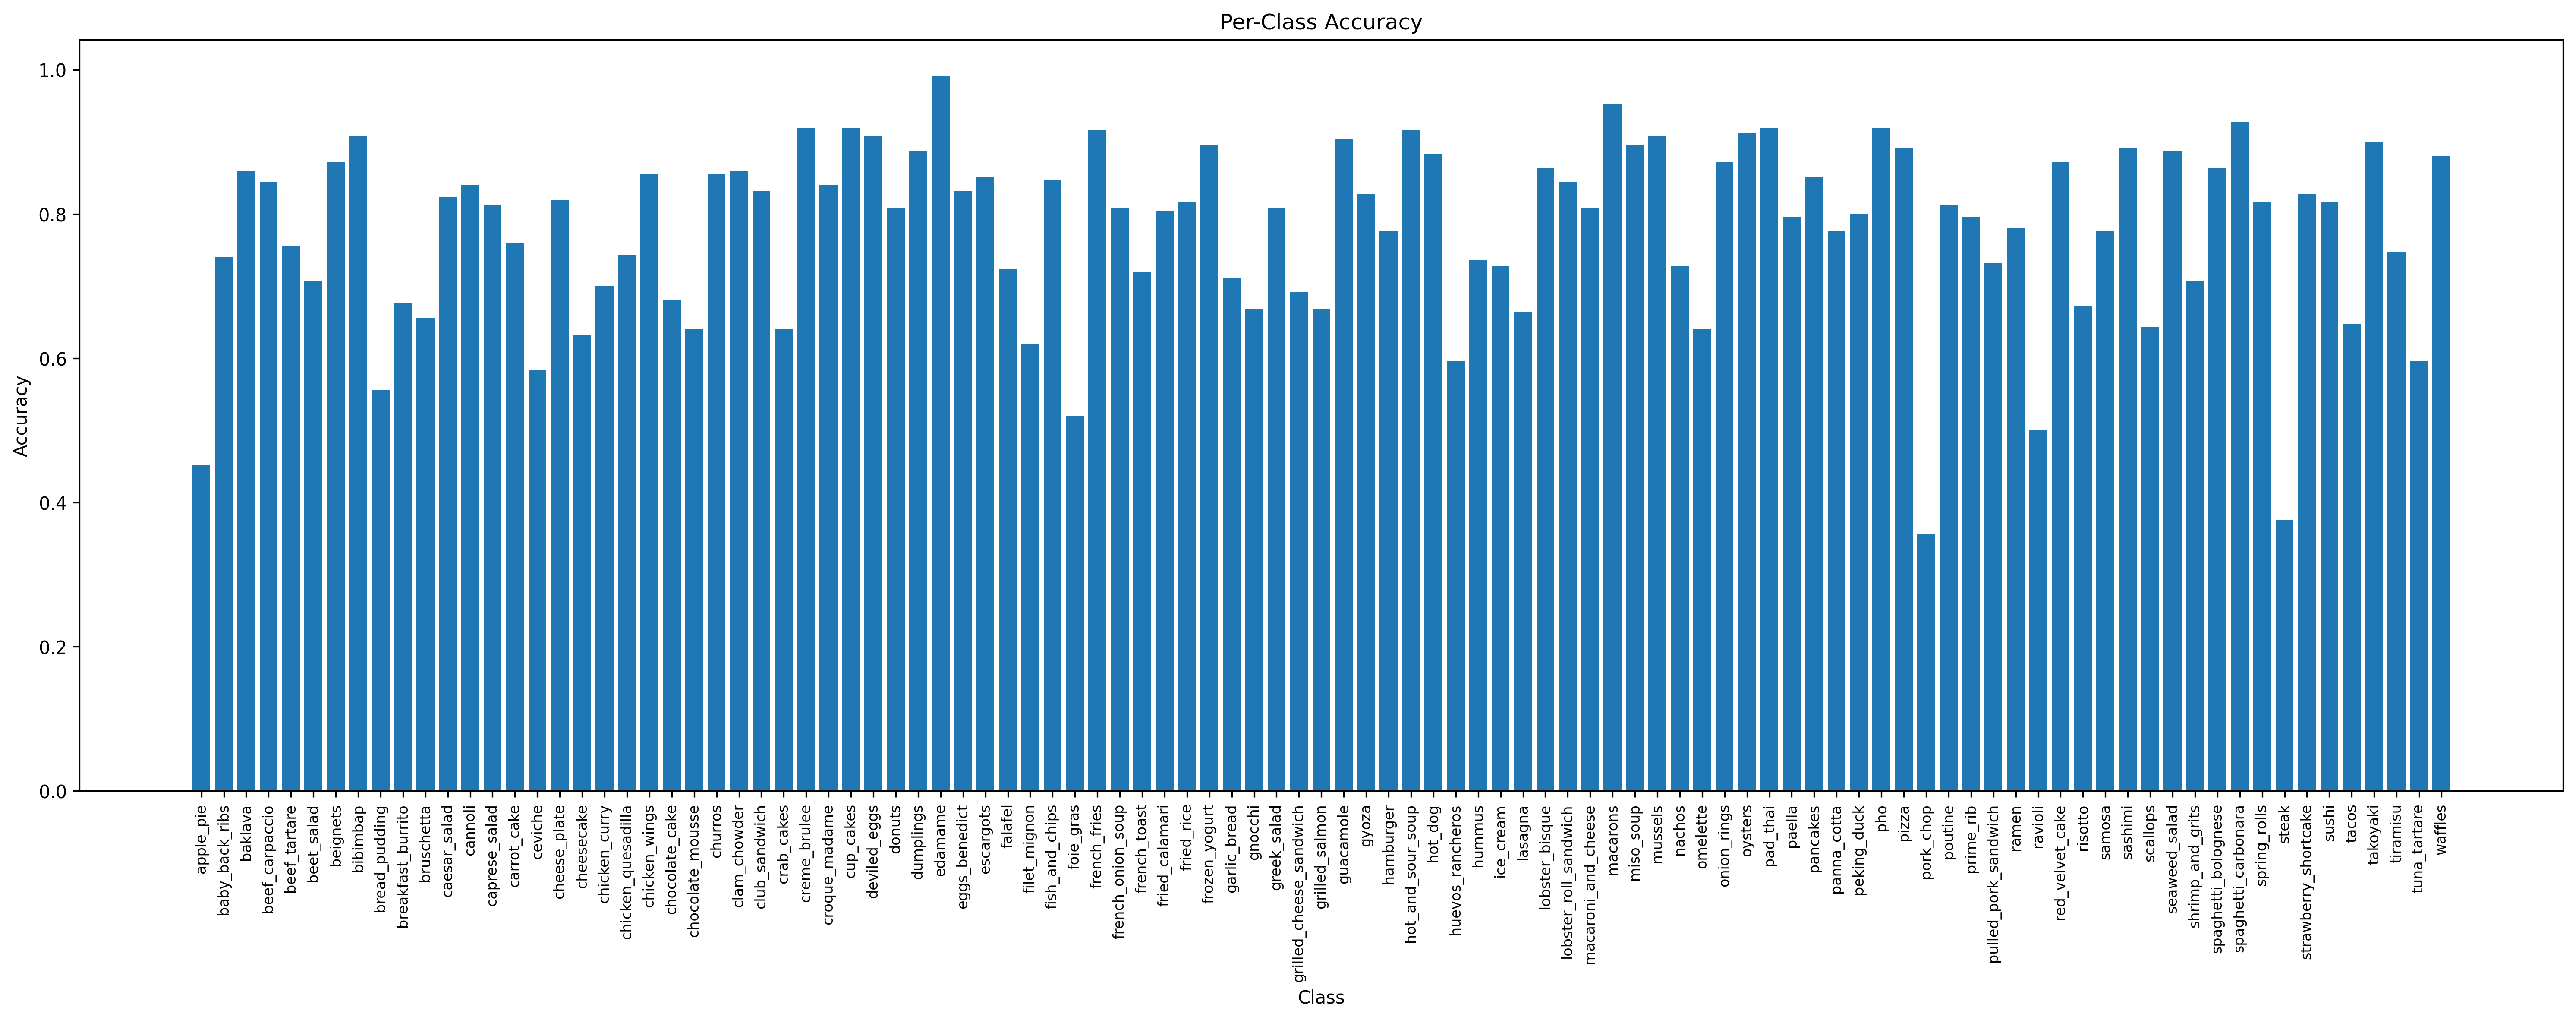 Per-Class Accuracy
Accuracy
1.0
0.8
0.6
0.4
0.2
0.0
apple_pie
baby_back_ribs
baklava
beef_carpaccio
beef_tartare
beet_salad
beignets
bibimbap
bread_pudding
breakfast_burrito
bruschetta
caesar_salad
cannoli
caprese_salad
carrot_cake
ceviche
cheese_plate
cheesecake
chicken_curry
chicken_quesadilla
chicken_wings
chocolate_cake
chocolate_mousse
churros
clam_chowder
club_sandwich
crab_cakes
creme_brulee
croque_madame
cup_cakes
deviled_eggs
donuts
dumplings
edamame
eggs_benedict
escargots
falafel
filet_mignon
fish_and_chips
foie_gras
french_fries
french_onion_soup
french_toast
fried_calamari
fried_rice
frozen_yogurt
garlic_bread
gnocchi
greek_salad
grilled_cheese_sandwich
grilled_salmon
guacamole
gyoza
hamburger
hot_and_sour_soup
hot_dog
huevos_rancheros
hummus
ice_cream
lasagna
lobster_bisque
lobster_roll_sandwich
macaroni_and_cheese
macarons
miso_soup
mussels
nachos
omelette
onion_rings
oysters
pad_thai
paella
pancakes
panna_cotta
peking_duck
pho
pizza
pork_chop
poutine
prime_rib
pulled_pork_sandwich
ramen
ravioli
red_velvet_cake
risotto
samosa
sashimi
scallops
seaweed_salad
shrimp_and_grits
spaghetti_bolognese
spaghetti_carbonara
spring_rolls
steak
strawberry_shortcake
sushi
tacos
takoyaki
tiramisu
tuna_tartare
waffles
Class